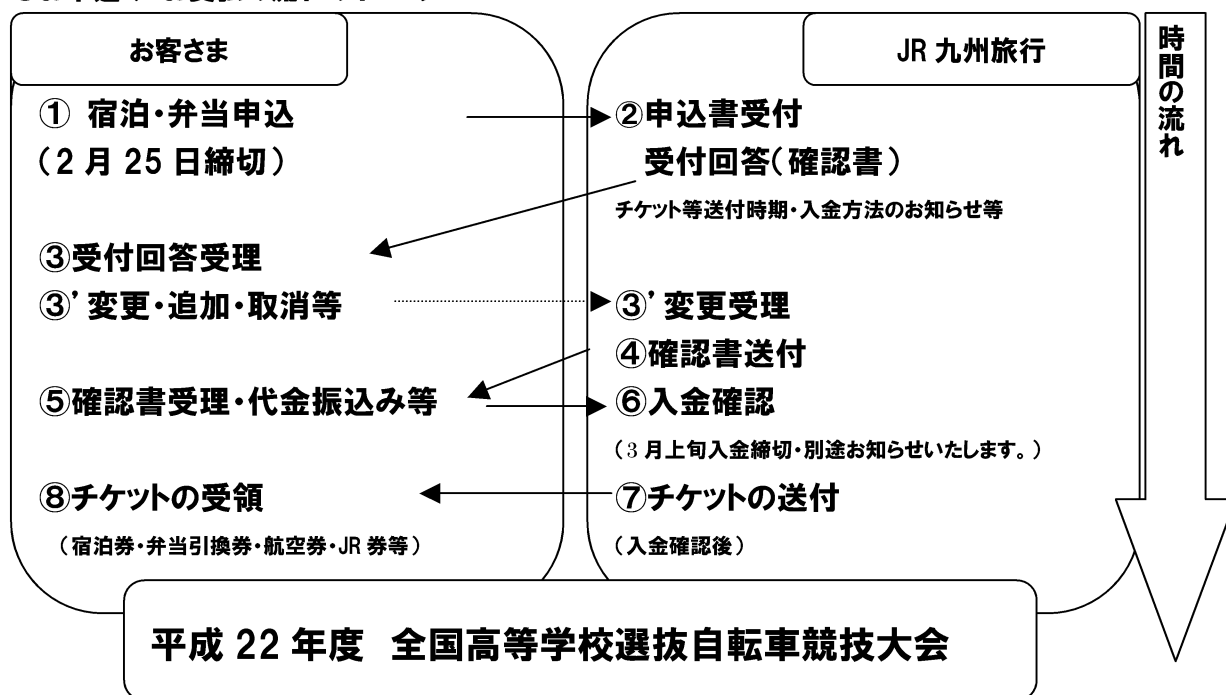 お客さま
JR 九州旅行
時間の流れ
① 宿泊・弁当申込
②申込書受付
（2 月 25 日締切）
受付回答（確認書）
チケット等送付時期・入金方法のお知らせ等
③受付回答受理
③’変更・追加・取消等
③’変更受理
④確認書送付
⑤確認書受理・代金振込み等
⑥入金確認
（3 月上旬入金締切・別途お知らせいたします。）
⑧チケットの受領
⑦チケットの送付
（宿泊券・弁当引換券・航空券・JR 券等）
（入金確認後）
平成 22 年度　全国高等学校選抜自転車競技大会